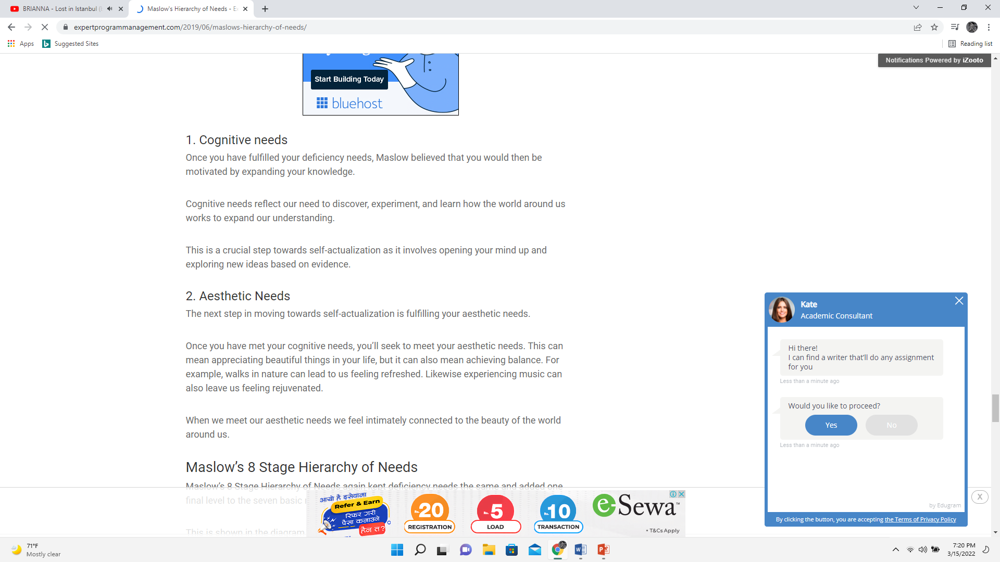 BRIANNA - Lost in Istanbul (
Maslow's Hierarchy of Needs - E
expertprogrammanagement.com/2019/06/maslows-hierarchy-of-needs/
Apps
Suggested Sites
Reading list
Notifications Powered by iZooto
Start Building Today
bluehost
1. Cognitive needs
Once you have fulfilled your deficiency needs, Maslow believed that you would then be
motivated by expanding your knowledge.
Cognitive needs reflect our need to discover, experiment, and learn how the world around us
works to expand our understanding.
This is a crucial step towards self-actualization as it involves opening your mind up and
exploring new ideas based on evidence.
2. Aesthetic Needs
The next step in moving towards self-actualization is fulfilling your aesthetic needs.
Once you have met your cognitive needs, you’ll seek to meet your aesthetic needs. This can
mean appreciating beautiful things in your life, but it can also mean achieving balance. For
example, walks in nature can lead to us feeling refreshed. Likewise experiencing music can
also leave us feeling rejuvenated.
When we meet our aesthetic needs we feel intimately connected to the beauty of the world
around us.
Maslow’s 8 Stage Hierarchy of Needs
Maslow’s 8 Stage Hierarchy of Needs again kept deficiency needs the same and added one
final level to the seven basic
This is shown in the diagram
Kate
Academic Consultant
Hi there!
I can find a writer that’ll do any assignment
for you
Less than a minute ago
Would you like to proceed?
Yes
No
Less than a minute ago
by Edugram
By clicking the button, you are accepting the Terms of Privacy Policy
आयो है इसेवामा
Refer & Earn
रिफर गरी
पैसा कमाउने
हैन त?
Rs. 20
REGISTRATION
Rs. 5
LOAD
Rs. 10
TRANSACTION
e-Sewa™
• T&Cs Apply
X
71°F
Mostly clear
7:20 PM
3/15/2022